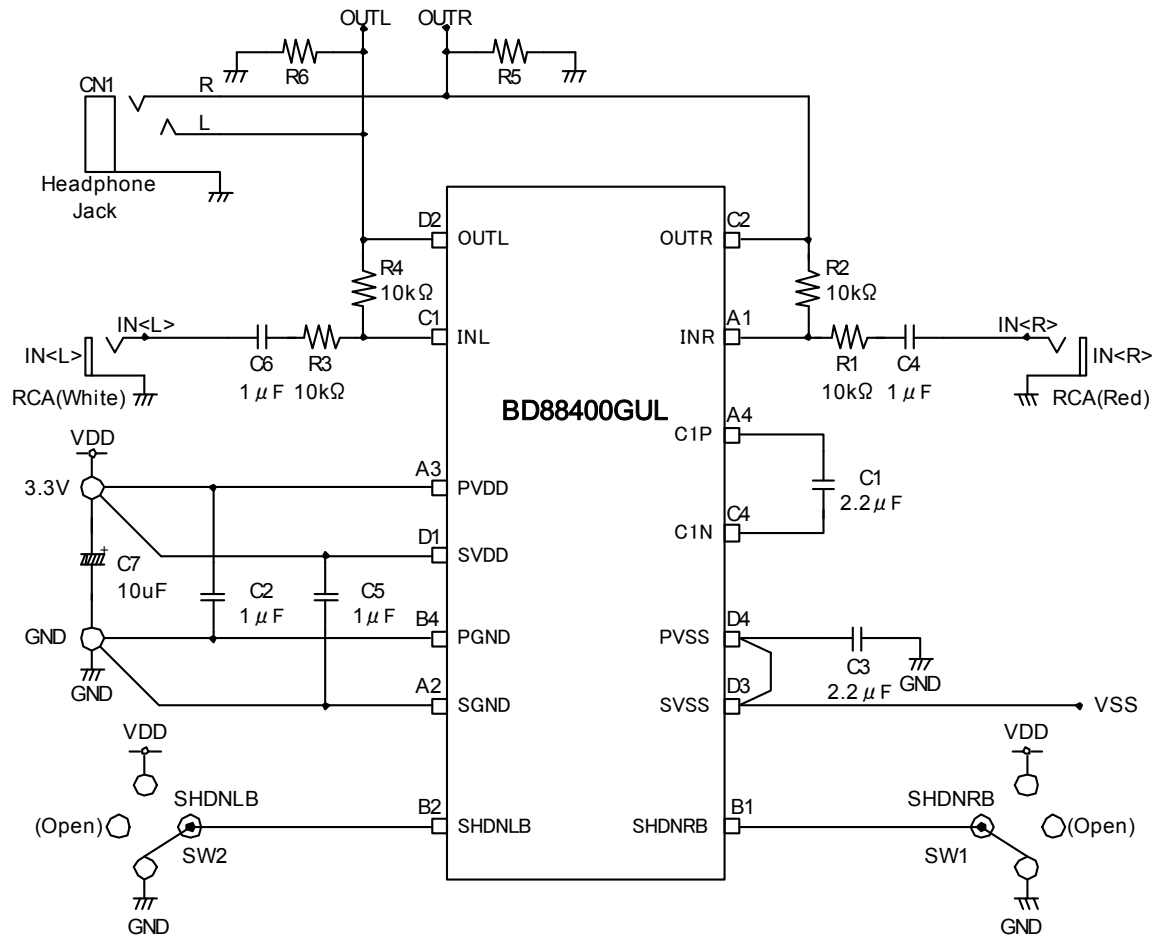 OUTL OUTR
R6 R5
CN1 R
L
Headphone
Jack
D2 OUTL OUTR C2
R4
10kΩ
R2
10kΩ
IN<L> C1 INL INR A1 IN<R>
IN<L> C6 R3 R1 C4 IN<R>
1μF 10kΩ 10kΩ 1μF
RCA(White) RCA(Red)
BD88400GUL
VDD C1P A4
3.3V A3 PVDD
C1
2.2μF
C1N C4
D1 SVDD
+
C7
10uF
C2
1μF
C5
1μF
GND B4 PGND PVSS D4
GND
C3
2.2μF
GND
A2 SGND SVSS D3 VSS
VDD VDD
SHDNLB SHDNRB
(Open) B2 SHDNLB SHDNRB B1 (Open)
SW2 SW1
GND GND